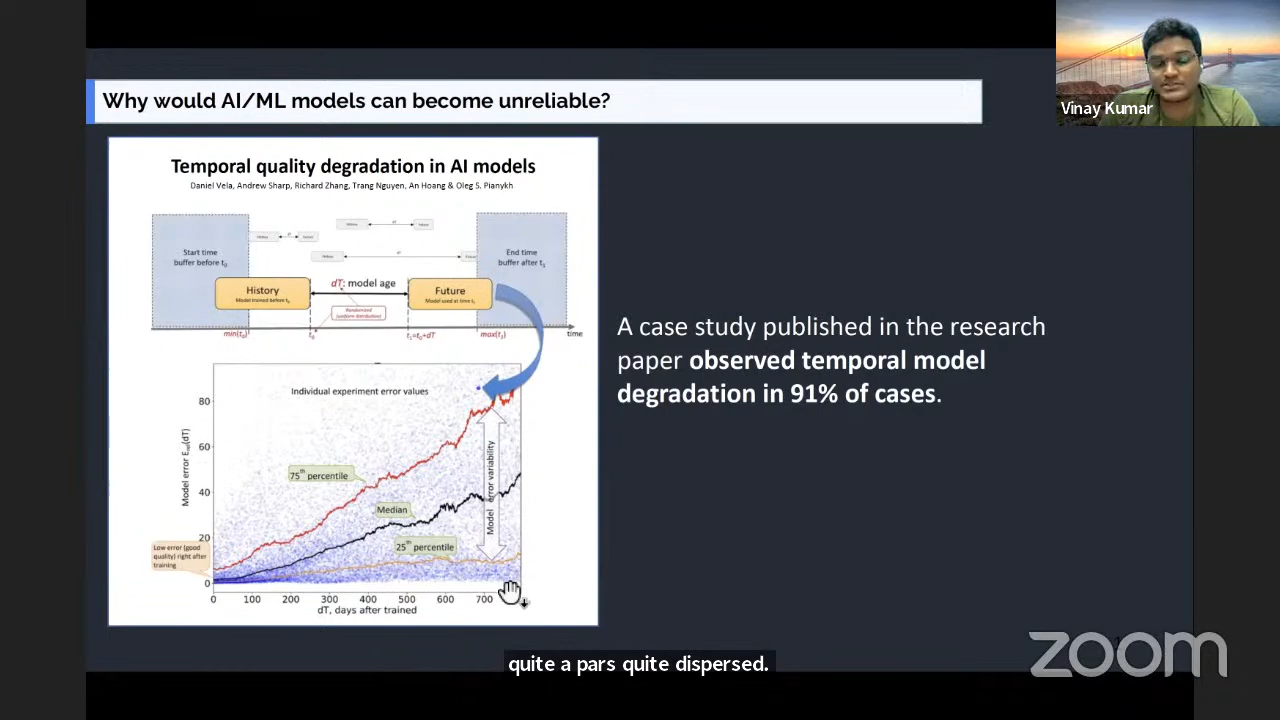 Vinay Kumar
Why would AI/ML models can become unreliable?
Temporal quality degradation in AI models
Daniel Vela, Andrew Sharp, Richard Zhang, Trang Nguyen, An Hoang & Oleg S. Pianykh
Start time
buffer before t0
End time
buffer after t1
History
Model trained before t0
dT: model age
Future
Model used at time t1
Randomized
(uniform distribution)
min(t0)
t0
t1=t0+dT
max(t1)
time
Individual experiment error values
Model error Erel(dT)
80
60
40
20
0
75th percentile
Median
25th percentile
Model error variability
Low error (good
quality) right after
training
0 100 200 300 400 500 600 700
dT, days after trained
A case study published in the research
paper observed temporal model
degradation in 91% of cases.
quite a pars quite dispersed.
zoom